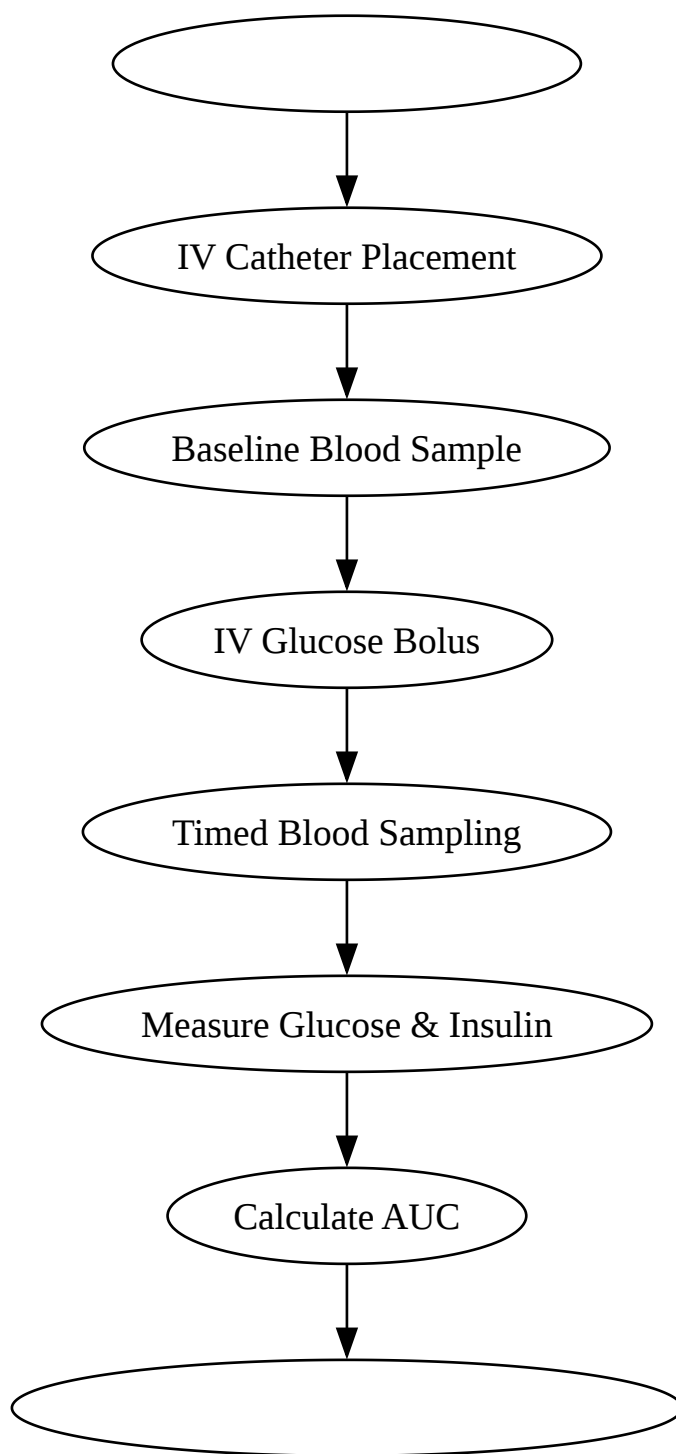 IV Catheter Placement
Baseline Blood Sample
IV Glucose Bolus
Timed Blood Sampling
Measure Glucose & Insulin
Calculate AUC